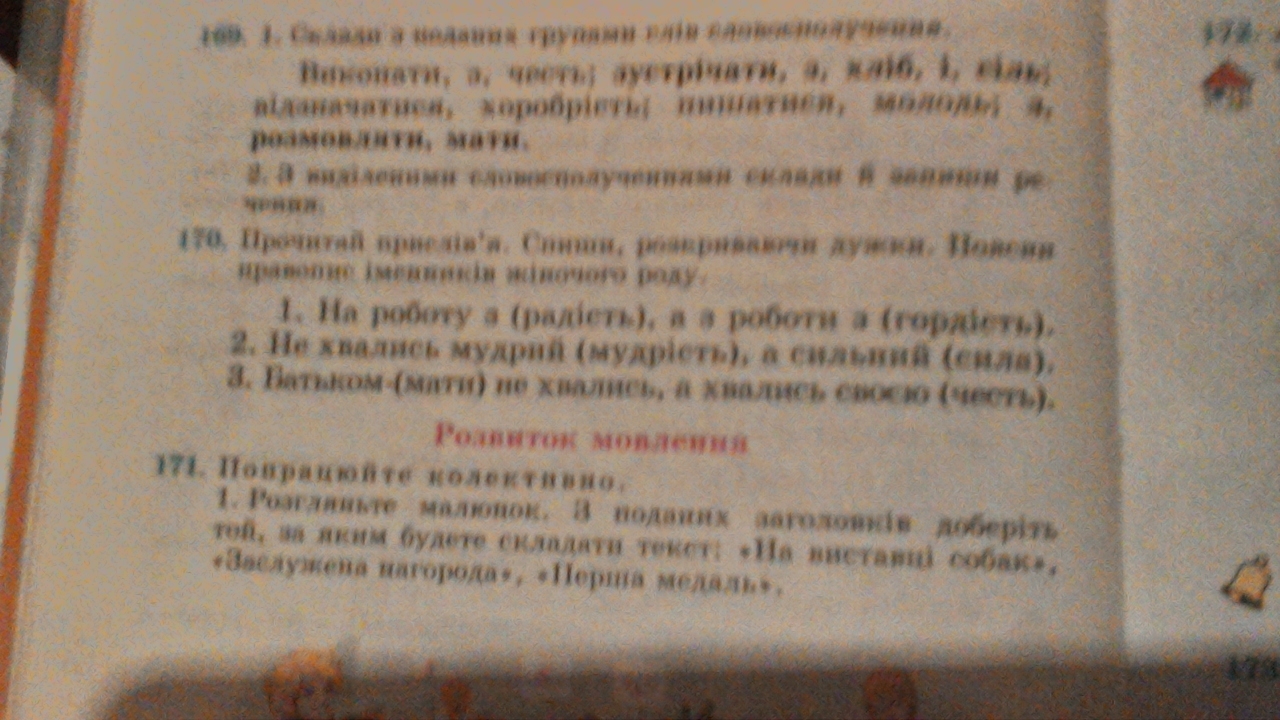 169. 1. Склади з поданих групами слів словосполучення.
Виконати, з, честь; зустрічати, з, хліб, і, сіль;
відзначатися, хоробрість; пишатися, молодь; з,
розмовляти, мати.
2. З виділеними словосполученнями склади й запиши ре-
чення.
170. Прочитай прислів'я. Спиши, розкриваючи дужки. Поясни
правопис іменників жіночого роду.
1. На роботу з (радість), а з роботи з (гордість).
2. Не хвались мудрий (мудрість), а сильний (сила).
3. Батьком-(мати) не хвались, а хвались своєю (честь).
Розвиток мовлення
171. Попрацюйте колективно.
1. Розгляньте малюнок. З поданих заголовків доберіть
той, за яким будете складати текст: «На виставці собак»,
«Заслужена нагорода», «Перша медаль».
172.
173